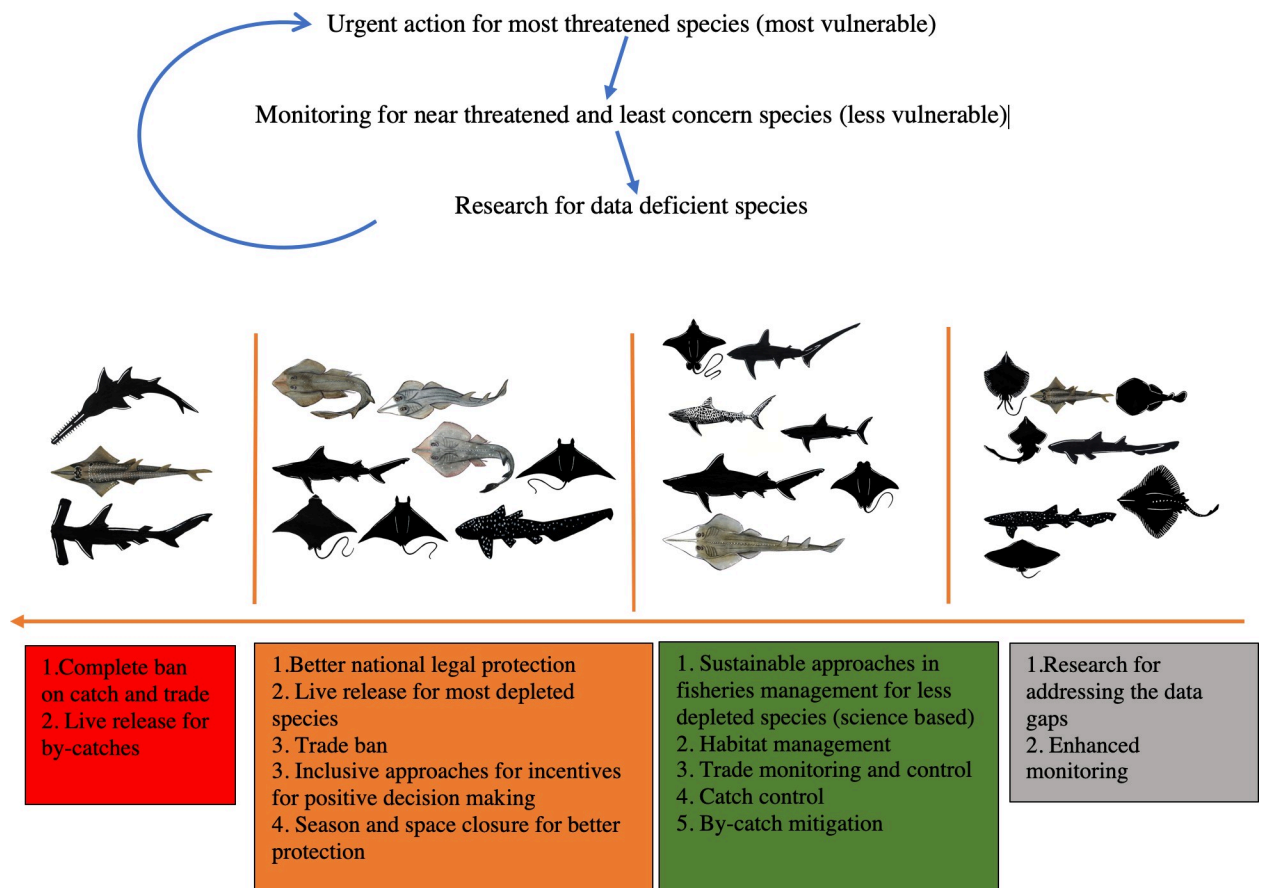 Urgent action for most threatened species (most vulnerable)
Monitoring for near threatened and least concern species (less vulnerable)
Research for data deficient species
1.Complete ban
on catch and trade
2. Live release for
by-catches
1.Better national legal protection
2. Live release for most depleted
species
3. Trade ban
3. Inclusive approaches for incentives
for positive decision making
4. Season and space closure for better
protection
1. Sustainable approaches in
fisheries management for less
depleted species (science based)
2. Habitat management
3. Trade monitoring and control
4. Catch control
5. By-catch mitigation
1.Research for
addressing the data
gaps
2. Enhanced
monitoring